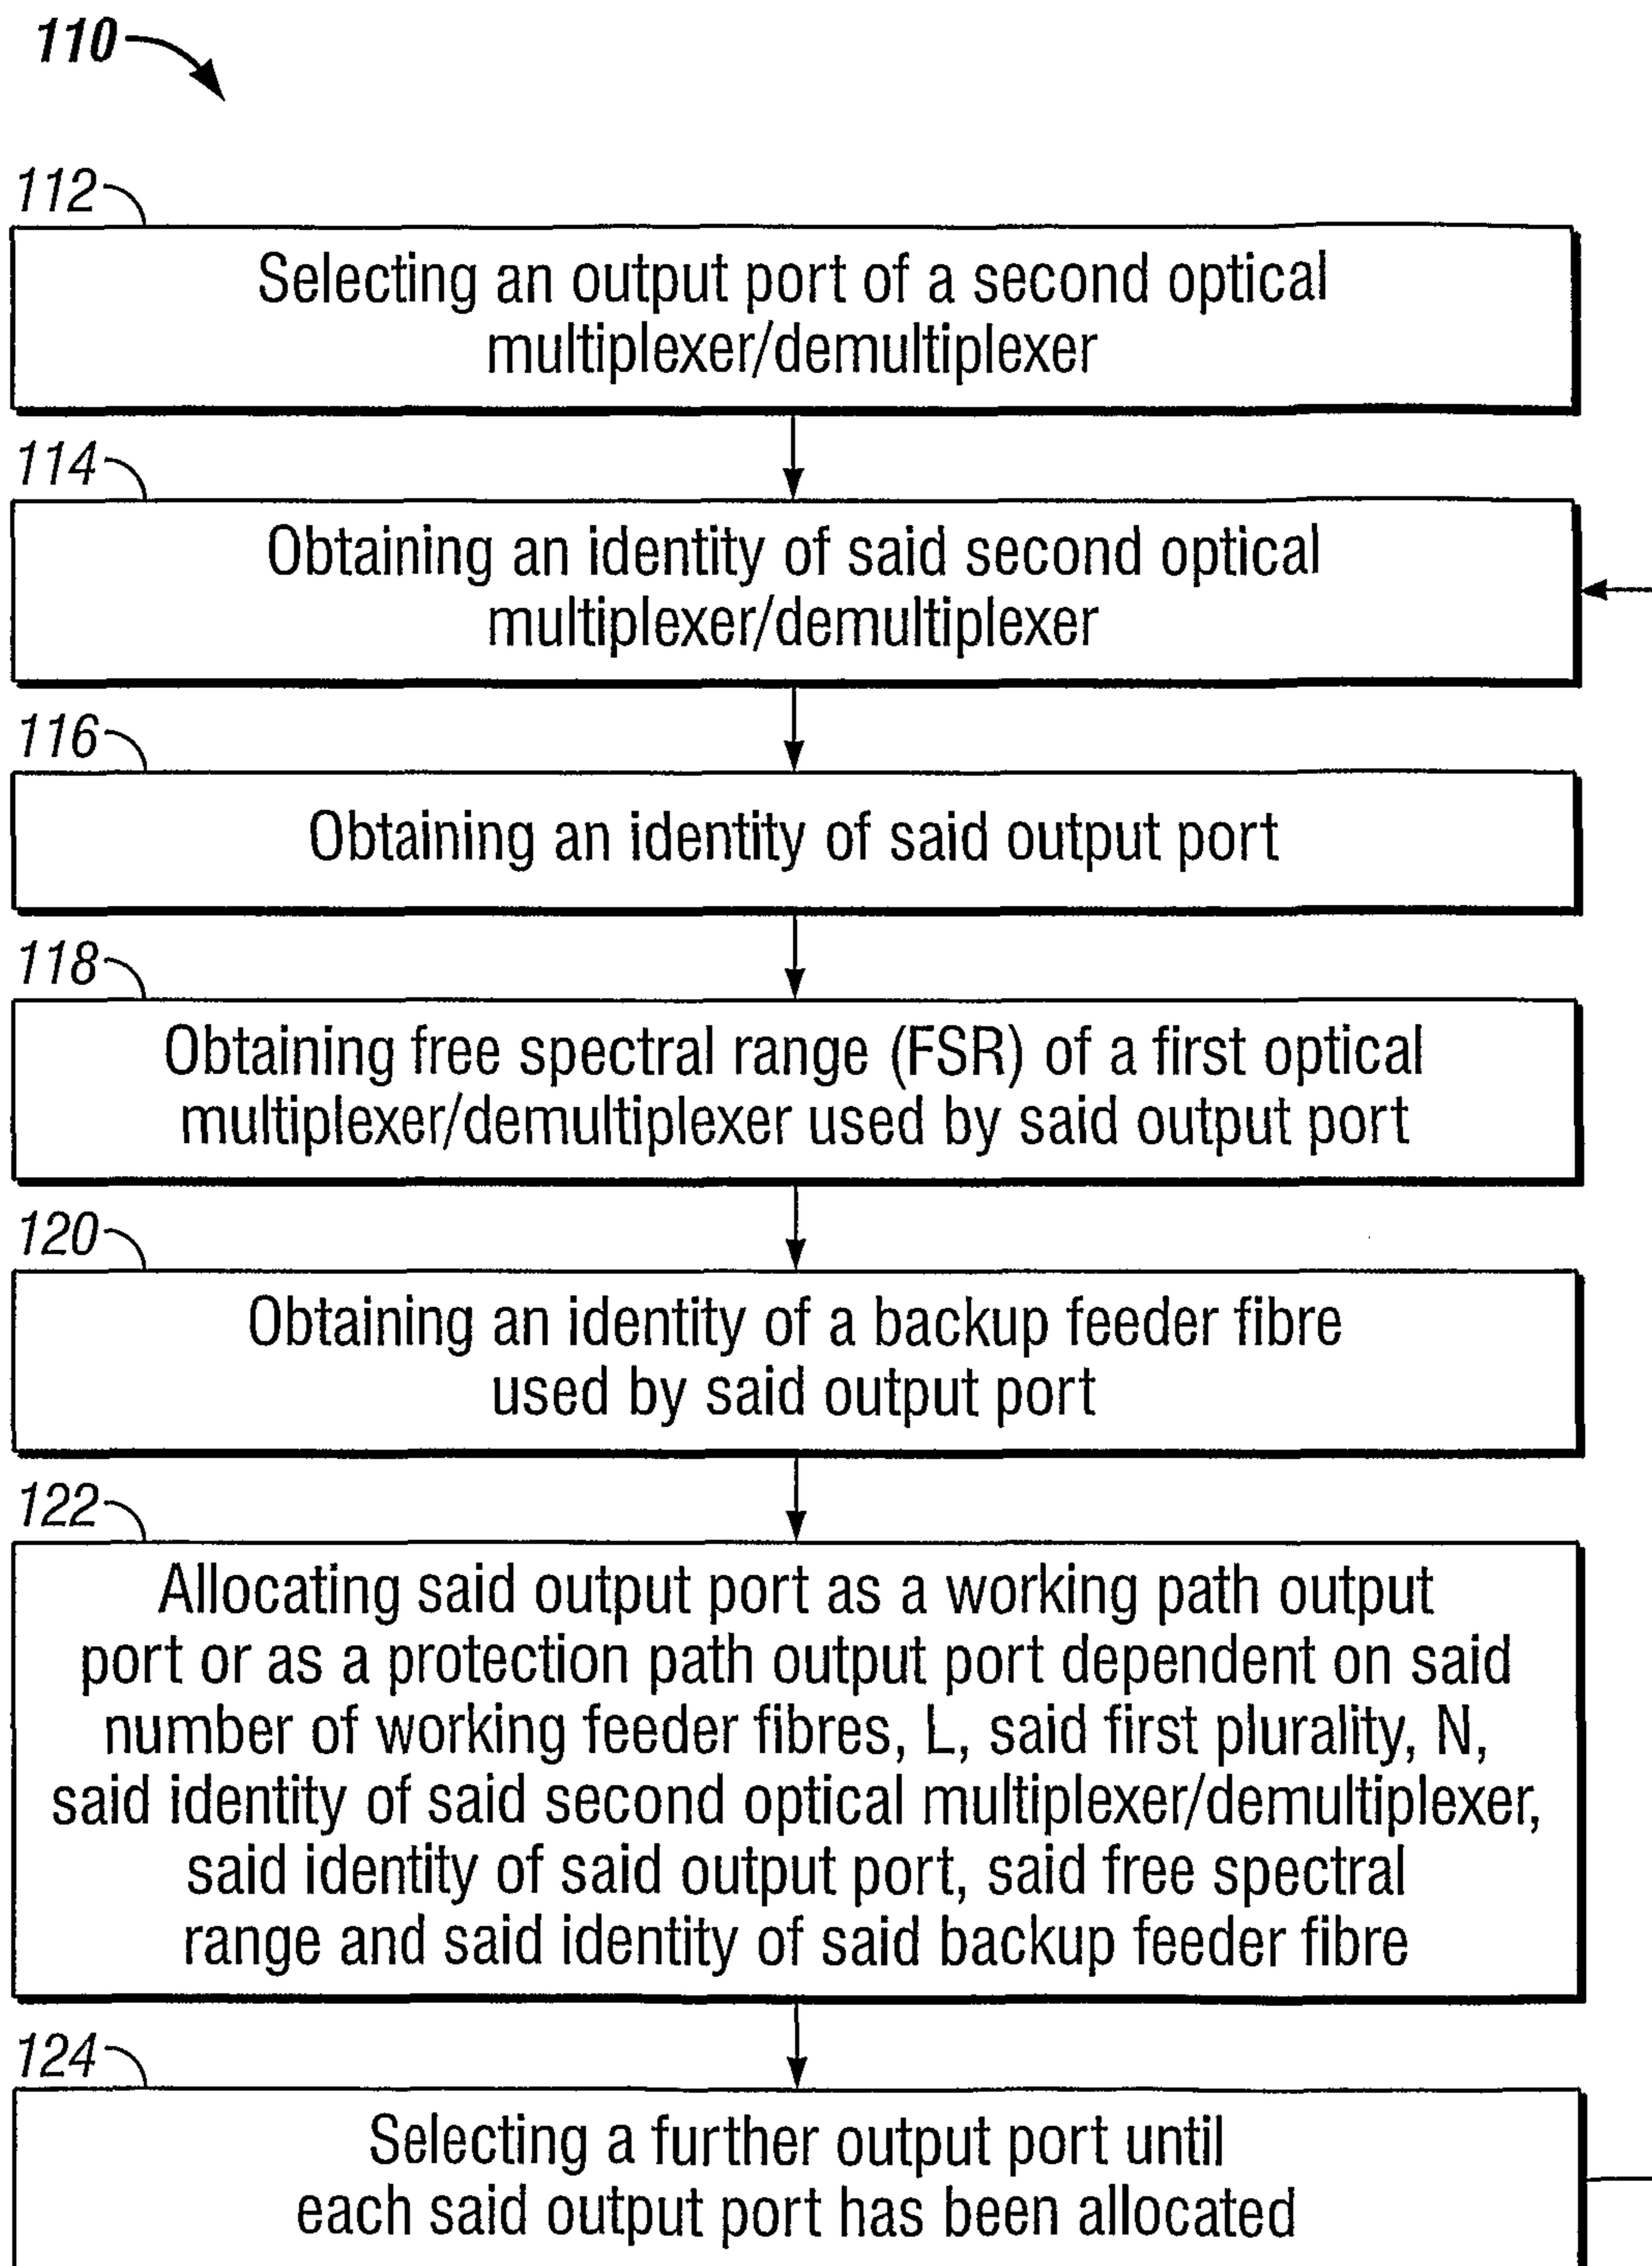 110
112
Selecting an output port of a second optical
multiplexer/demultiplexer
114
Obtaining an identity of said second optical
multiplexer/demultiplexer
116
Obtaining an identity of said output port
118
Obtaining free spectral range (FSR) of a first optical
multiplexer/demultiplexer used by said output port
120
Obtaining an identity of a backup feeder fibre
used by said output port
122
Allocating said output port as a working path output
port or as a protection path output port dependent on said
number of working feeder fibres, L, said first plurality, N,
said identity of said second optical multiplexer/demultiplexer,
said identity of said output port, said free spectral
range and said identity of said backup feeder fibre
124
Selecting a further output port until
each said output port has been allocated